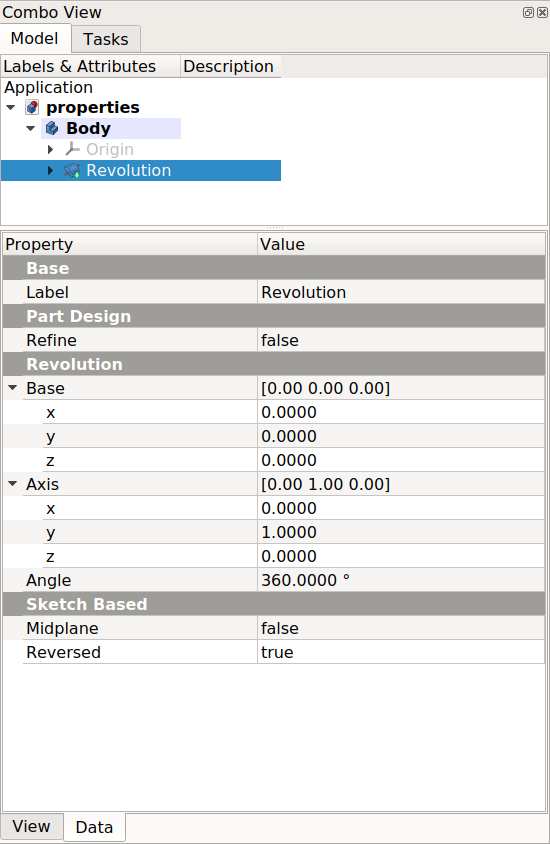 Combo View
Model Tasks
Labels & Attributes Description
Application
properties
Body
Origin
Revolution
Property Value
Base
Label Revolution
Part Design
Refine false
Revolution
Base [0.00 0.00 0.00]
x 0.0000
y 0.0000
z 0.0000
Axis [0.00 1.00 0.00]
x 0.0000
y 1.0000
z 0.0000
Angle 360.0000 °
Sketch Based
Midplane false
Reversed true
View Data